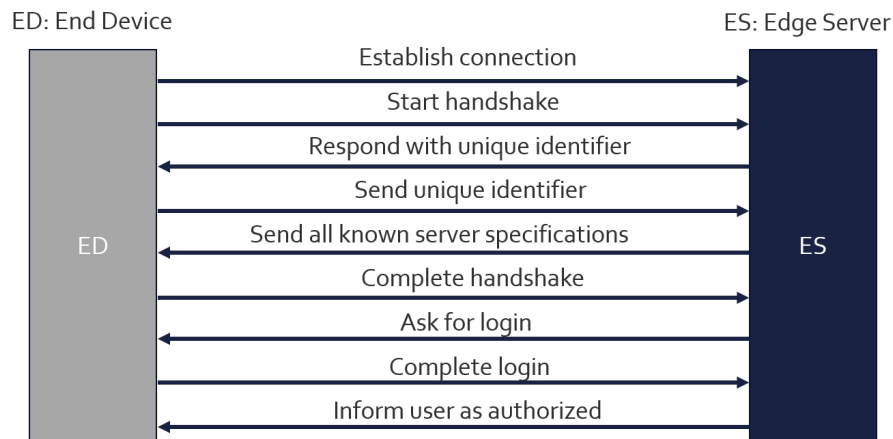 ED: End Device
ES: Edge Server
Establish connection
Start handshake
Respond with unique identifier
Send unique identifier
Send all known server specifications
ED
ES
Complete handshake
Ask for login
Complete login
Inform user as authorized